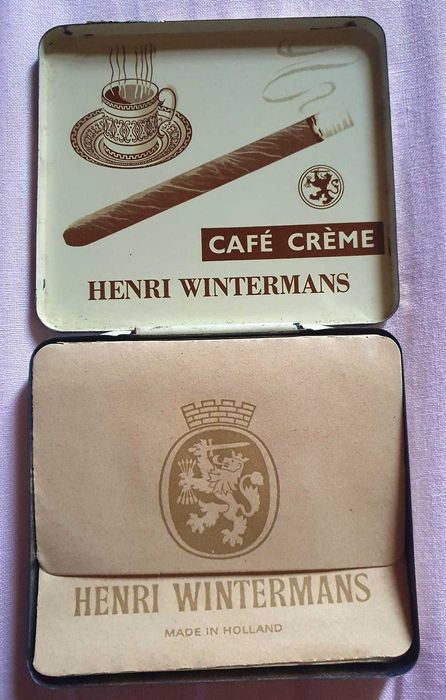 CAFÉ CRÈME
HENRI WINTERMANS
HENRI WINTERMANS
MADE IN HOLLAND